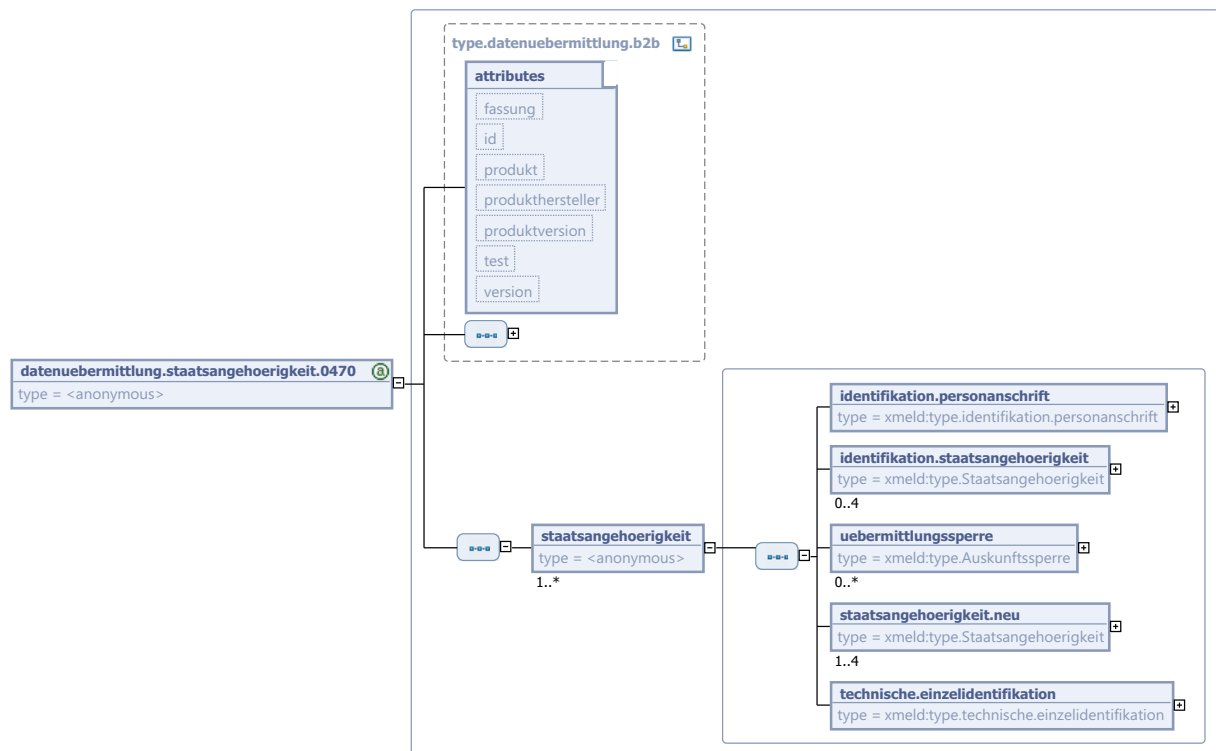 type.datenuebermittlung.b2b
attributes
fassung
id
produkt
produkthersteller
produktversion
test
version
datenuebermittlung.staatsangehoerigkeit.0470 a
type = <anonymous>
staatsangehoerigkeit
type = <anonymous>
1..*
identifikation.personanschrift
type = xmeld:type.identifikation.personanschrift
identifikation.staatsangehoerigkeit
type = xmeld:type.Staatsangehoerigkeit
0..4
uebermittlungssperre
type = xmeld:type.Auskunftssperre
0..*
staatsangehoerigkeit.neu
type = xmeld:type.Staatsangehoerigkeit
1..4
technische.einzelidentifikation
type = xmeld:type.technische.einzelidentifikation